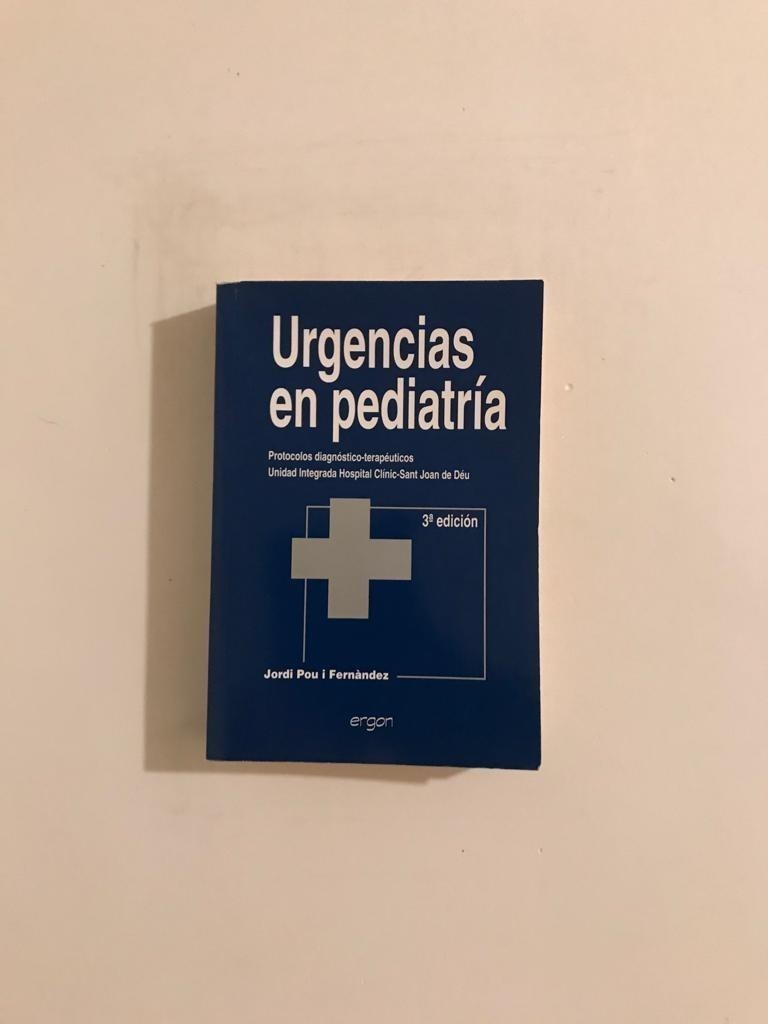 Urgencias
en pediatría
Protocolos diagnóstico-terapéuticos
Unidad Integrada Hospital Clínic-Sant Joan de Déu
3ª edición
Jordi Pou i Fernàndez
ergon